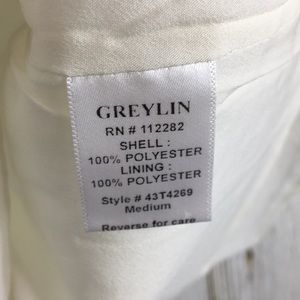 GREYLIN
RN # 112282
SHELL :
100% POLYESTER
LINING :
100% POLYESTER
Style # 43T4269
Medium
Reverse for care